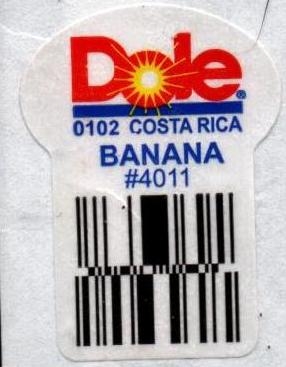 Dole®
0102 COSTA RICA
BANANA
#4011